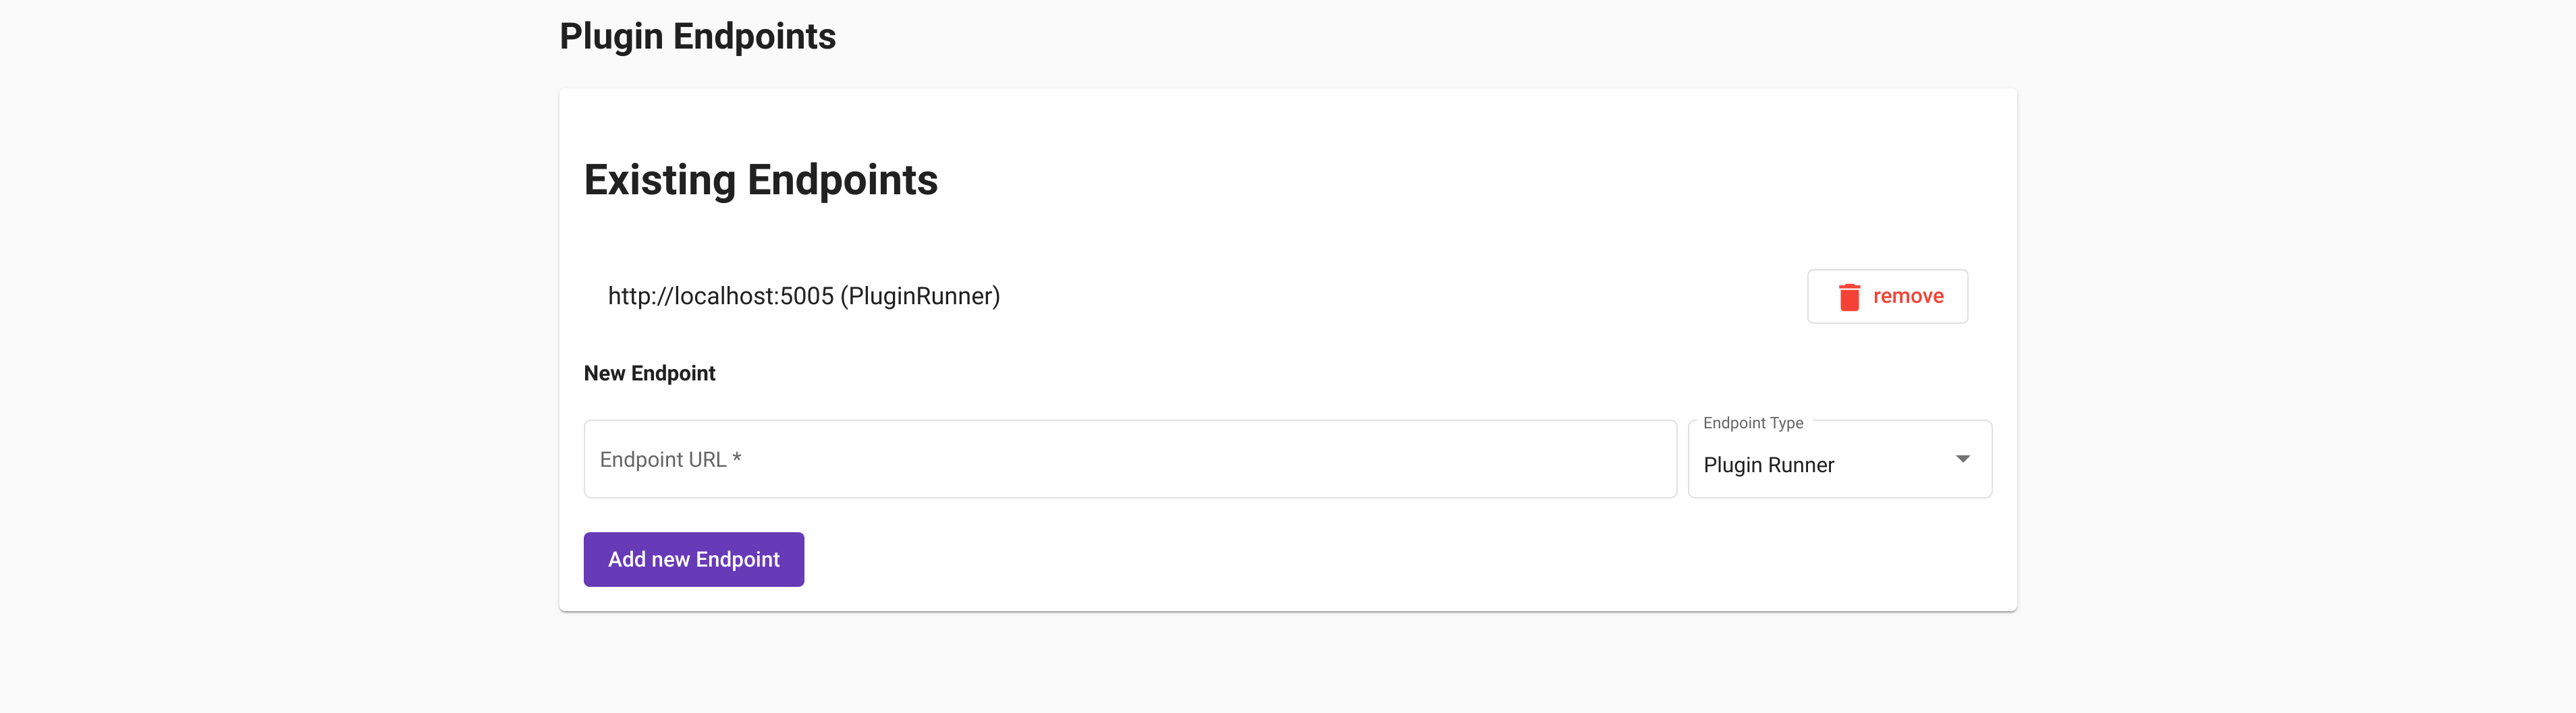 Plugin Endpoints
Existing Endpoints
http://localhost:5005 (PluginRunner)
remove
New Endpoint
Endpoint URL *
Endpoint Type
Plugin Runner
Add new Endpoint